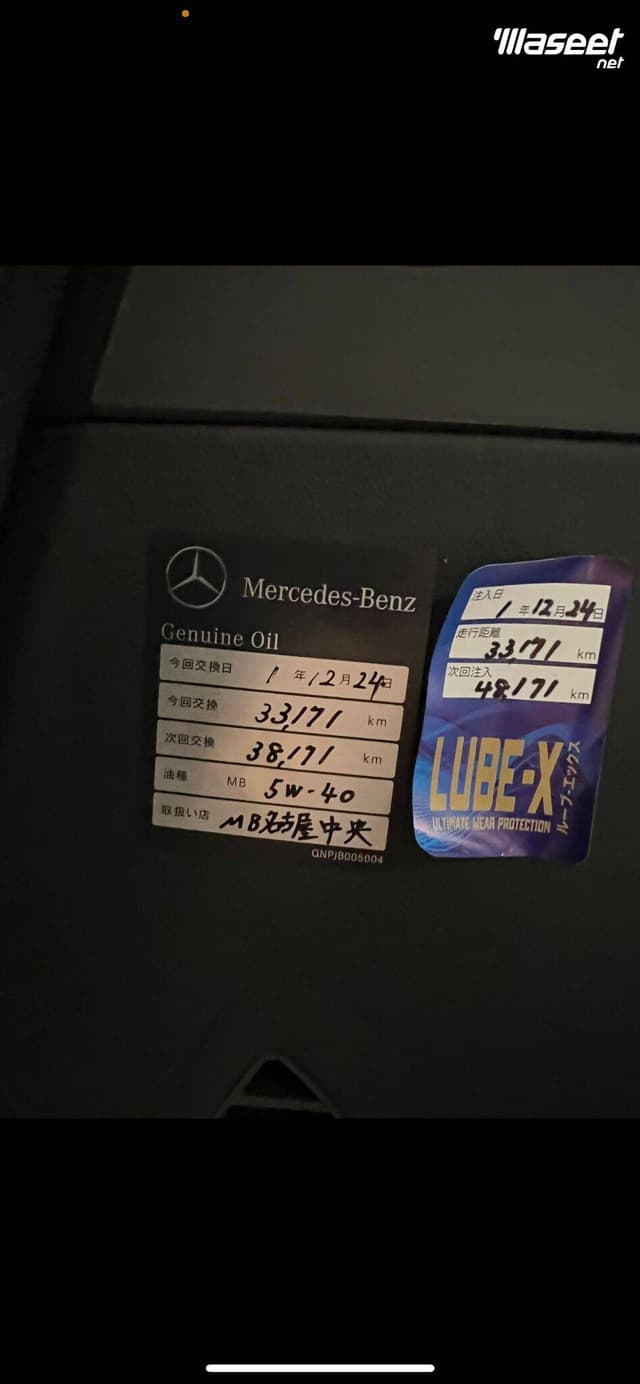 Maseet
net
Mercedes-Benz
Genuine Oil
今回交換日 1 年 12 月 24 日
今回交換 33,171 km
次回交換 38,171 km
油種 MB 5W-40
取扱い店 MB名古屋中央
QNPJB005004
注入日
1 年 12 月 24 日
走行距離
33,171 km
次回注入
48,171 km
LUBE-X
ULTIMATE WEAR PROTECTION
ルーブ・エックス